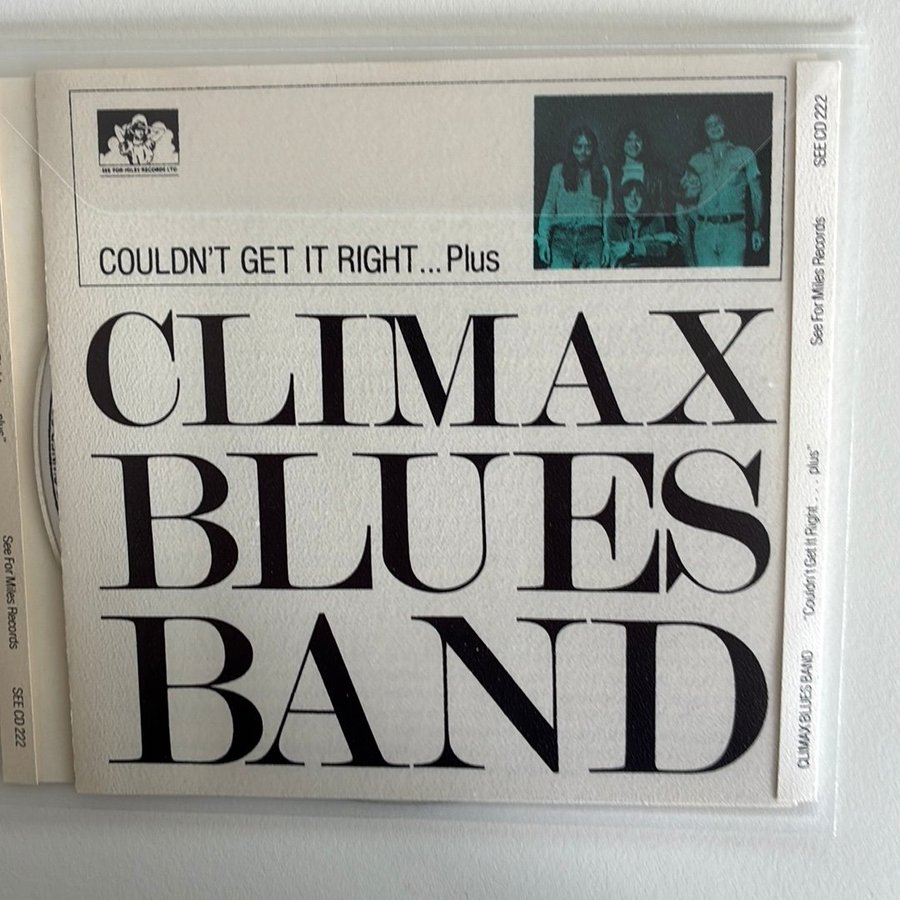 SEE FOR MILES RECORDS LTD
COULDN'T GET IT RIGHT...Plus
CLIMAX
BLUES
BAND
CLIMAX BLUES BAND "Couldn't Get It Right... plus" See For Miles Records SEE CD 222
plus" See For Miles Records SEE CD 222